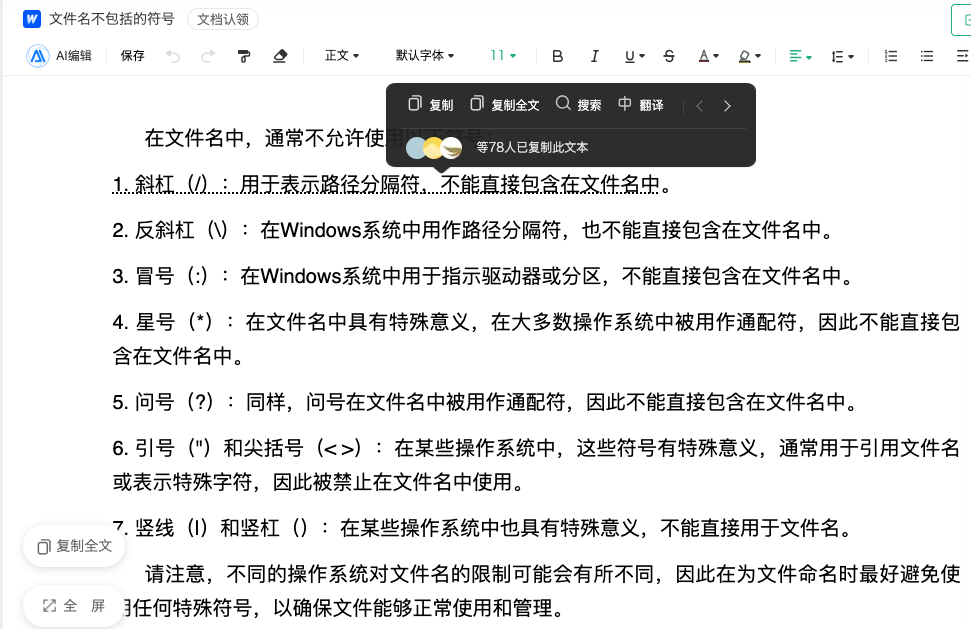 W 文件名不包括的符号 文档认领
AI编辑 保存 正文 默认字体 11 B I U S A
复制 复制全文 搜索 中 翻译
等78人已复制此文本
在文件名中，通常不允许使用以下符号：
1. 斜杠（/）：用于表示路径分隔符，不能直接包含在文件名中。
2. 反斜杠（\）：在Windows系统中用作路径分隔符，也不能直接包含在文件名中。
3. 冒号（:）：在Windows系统中用于指示驱动器或分区，不能直接包含在文件名中。
4. 星号（*）：在文件名中具有特殊意义，在大多数操作系统中被用作通配符，因此不能直接包
含在文件名中。
5. 问号（?）：同样，问号在文件名中被用作通配符，因此不能直接包含在文件名中。
6. 引号（"）和尖括号（< >）：在某些操作系统中，这些符号有特殊意义，通常用于引用文件名
或表示特殊字符，因此被禁止在文件名中使用。
7. 竖线（|）和竖杠（）：在某些操作系统中也具有特殊意义，不能直接用于文件名。
复制全文
请注意，不同的操作系统对文件名的限制可能会有所不同，因此在为文件命名时最好避免使
用任何特殊符号，以确保文件能够正常使用和管理。
全 屏